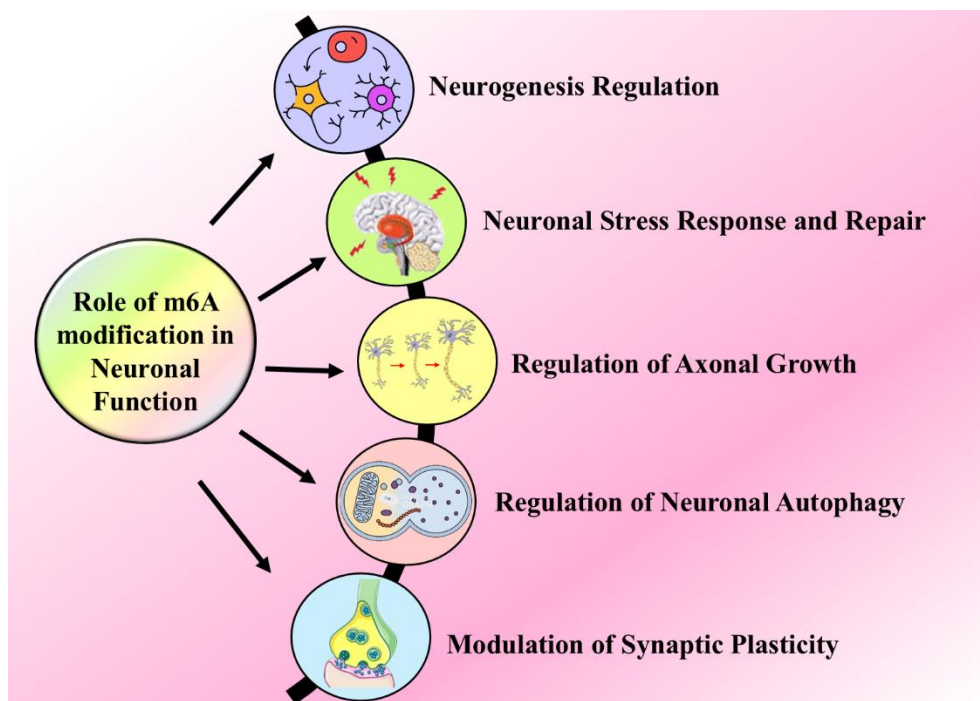 Neurogenesis Regulation
Neuronal Stress Response and Repair
Role of m6A
modification in
Neuronal
Function
Regulation of Axonal Growth
Regulation of Neuronal Autophagy
Modulation of Synaptic Plasticity